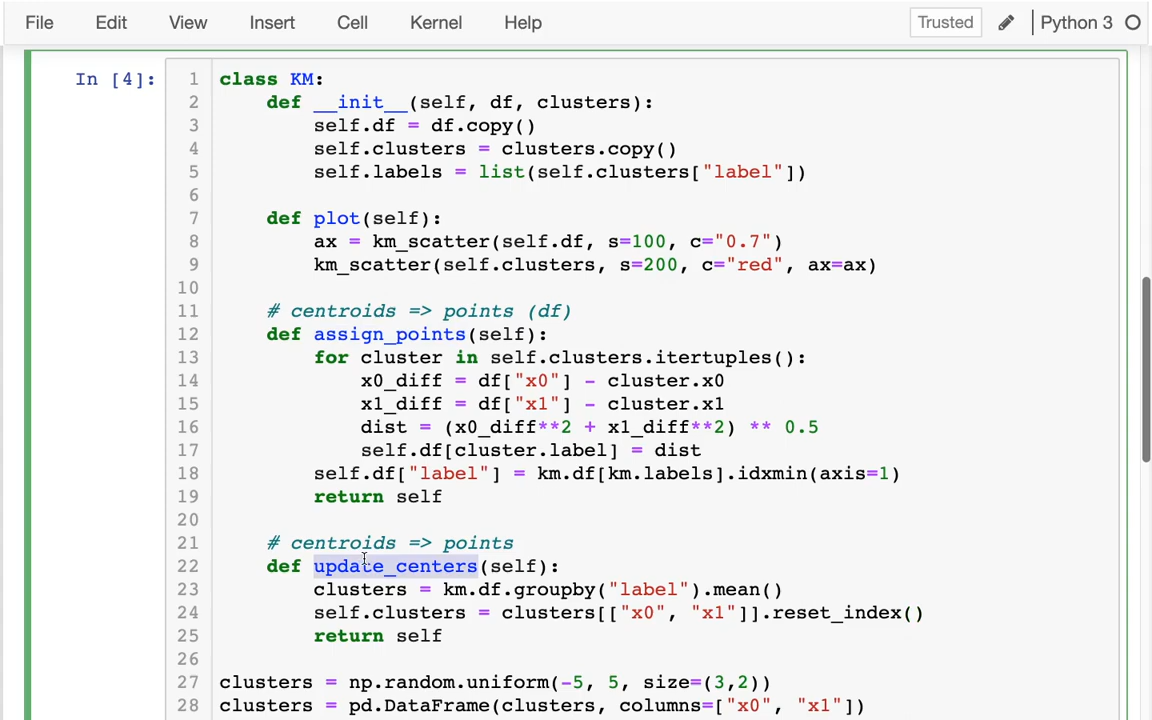 File Edit View Insert Cell Kernel Help Trusted Python 3
In [4]:
1 class KM:
2     def __init__(self, df, clusters):
3         self.df = df.copy()
4         self.clusters = clusters.copy()
5         self.labels = list(self.clusters["label"])
6
7     def plot(self):
8         ax = km_scatter(self.df, s=100, c="0.7")
9         km_scatter(self.clusters, s=200, c="red", ax=ax)
10
11     # centroids => points (df)
12     def assign_points(self):
13         for cluster in self.clusters.itertuples():
14             x0_diff = df["x0"] - cluster.x0
15             x1_diff = df["x1"] - cluster.x1
16             dist = (x0_diff**2 + x1_diff**2) ** 0.5
17             self.df[cluster.label] = dist
18         self.df["label"] = km.df[km.labels].idxmin(axis=1)
19         return self
20
21     # centroids => points
22     def update_centers(self):
23         clusters = km.df.groupby("label").mean()
24         self.clusters = clusters[["x0", "x1"]].reset_index()
25         return self
26
27 clusters = np.random.uniform(-5, 5, size=(3,2))
28 clusters = pd.DataFrame(clusters, columns=["x0", "x1"])